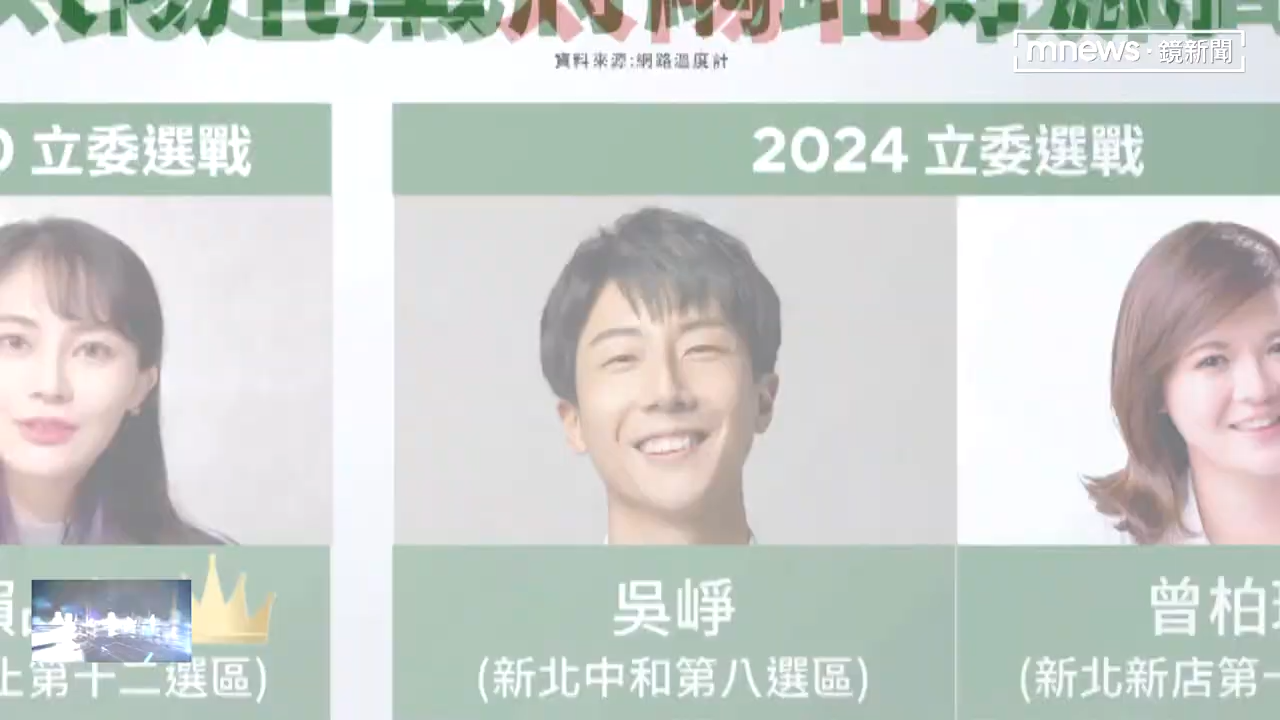 mnews·鏡新聞
資料來源:網路溫度計
0 立委選戰
2024 立委選戰
吳崢
曾柏
第十二選區)
(新北中和第八選區)
(新北新店第一